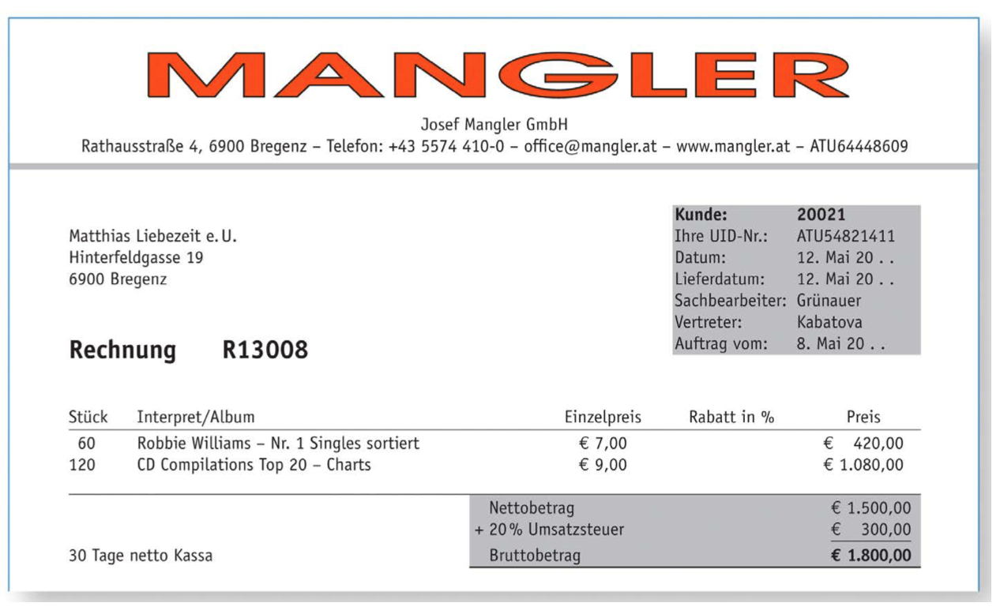 MANGLER
Josef Mangler GmbH
Rathausstraße 4, 6900 Bregenz – Telefon: +43 5574 410-0 – office@mangler.at – www.mangler.at – ATU64448609
Matthias Liebezeit e. U.
Hinterfeldgasse 19
6900 Bregenz
Kunde: 20021
Ihre UID-Nr.: ATU54821411
Datum: 12. Mai 20 . .
Lieferdatum: 12. Mai 20 . .
Sachbearbeiter: Grünauer
Vertreter: Kabatova
Auftrag vom: 8. Mai 20 . .
Rechnung R13008
Stück Interpret/Album Einzelpreis Rabatt in % Preis
60 Robbie Williams – Nr. 1 Singles sortiert € 7,00 € 420,00
120 CD Compilations Top 20 – Charts € 9,00 € 1.080,00
Nettobetrag € 1.500,00
+ 20 % Umsatzsteuer € 300,00
30 Tage netto Kassa Bruttobetrag € 1.800,00